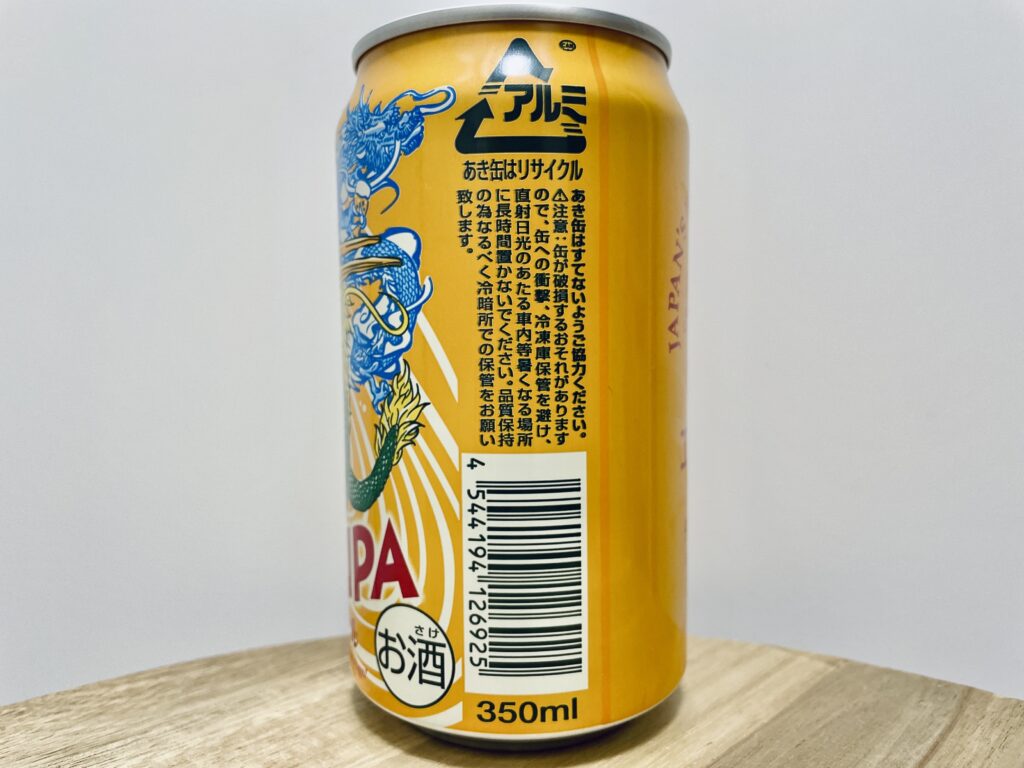 アルミ
あき缶はリサイクル
あき缶はすてないようご協力ください。
⚠注意：缶が破損するおそれがあります
ので、缶への衝撃、冷凍庫保管を避け、
直射日光のあたる車内等暑くなる場所
に長時間置かないでください。品質保持
の為なるべく冷暗所での保管をお願い
致します。
JAPAN
IPA
さけ
お酒
4 544194 126925
350ml